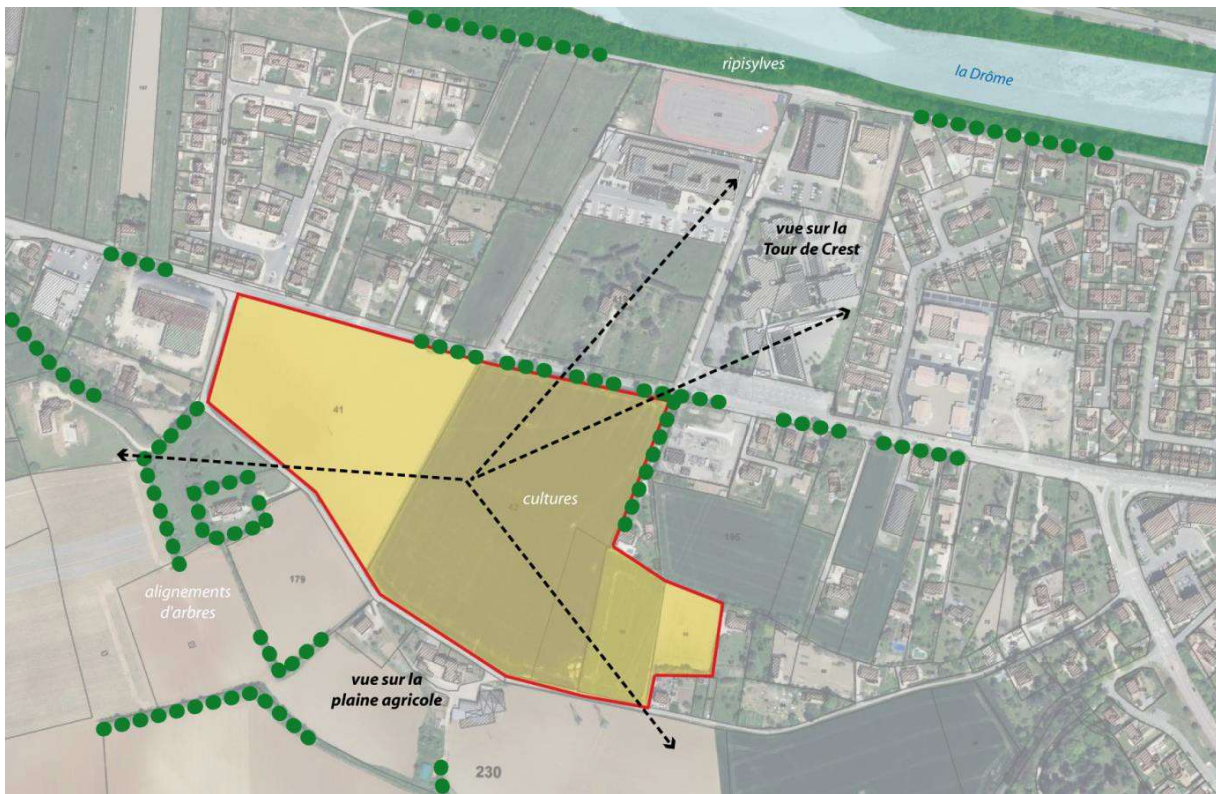 ripisylves
la Drôme
vue sur la
Tour de Crest
41
cultures
195
179
alignements
d'arbres
vue sur la
plaine agricole
230